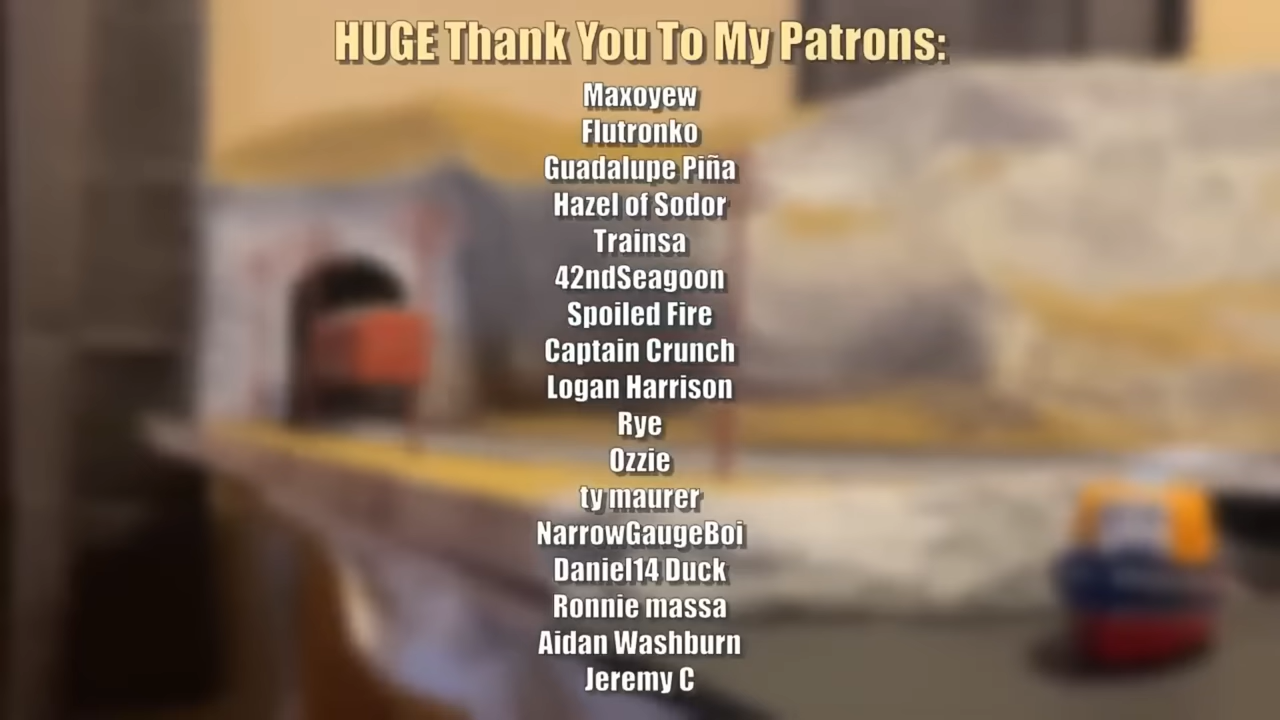 HUGE Thank You To My Patrons:
Maxoyew
Flutronko
Guadalupe Piña
Hazel of Sodor
Trainsa
42ndSeagoon
Spoiled Fire
Captain Crunch
Logan Harrison
Rye
Ozzie
ty maurer
NarrowGaugeBoi
Daniel14 Duck
Ronnie massa
Aidan Washburn
Jeremy C